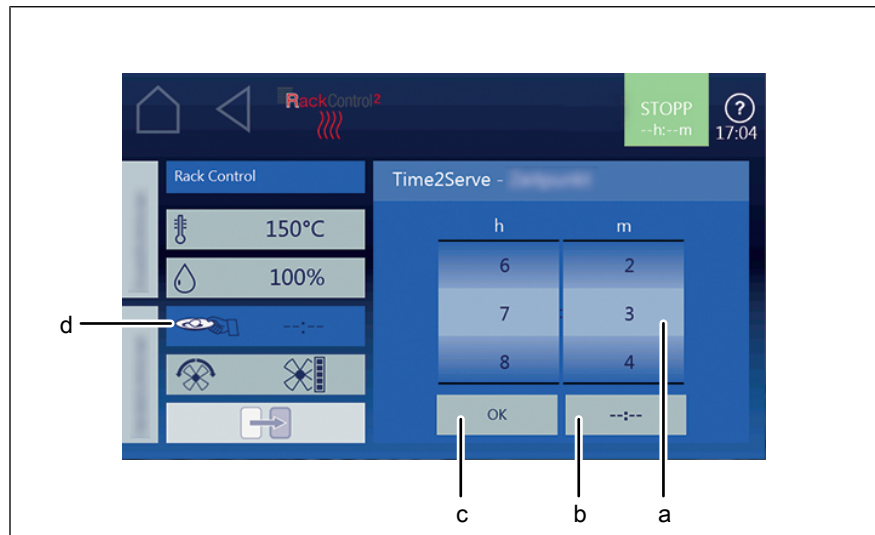 RackControl²
STOPP
--h:--m
?
17:04
Rack Control
150°C
100%
--:--
Time2Serve -
h m
6 2
7 : 3
8 4
OK --:--
d
c b a